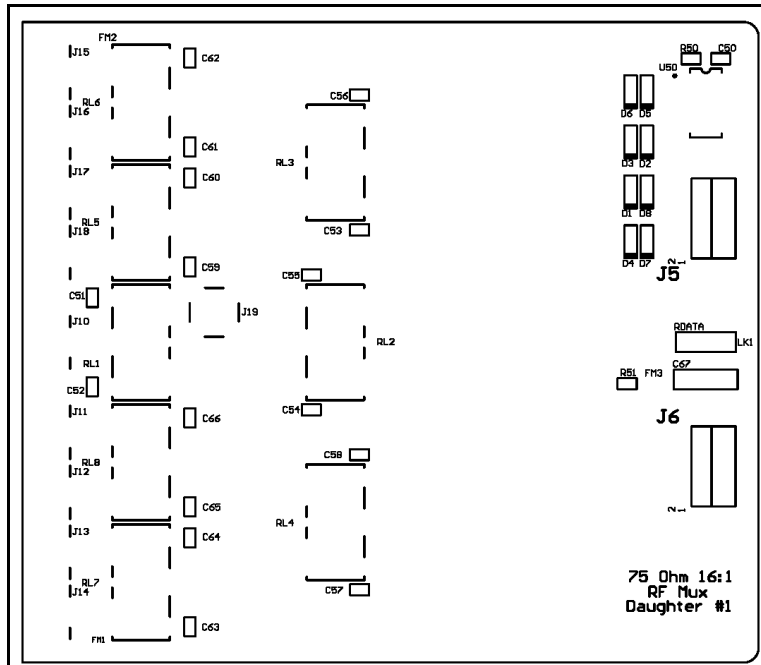 FM2
J15
C62
R50
C50
U50
RL6
J16
C56
D6 D5
C61
J17
C60
RL3
D3 D2
RL5
J18
D1 D8
C53
C59
C55
D4 D7
2
1
J5
C51
J10
J19
RDATA
LK1
RL1
RL2
C67
R51
FM3
C52
J11
C66
C54
J6
RL8
J12
C58
C65
J13
C64
RL4
2
1
RL7
J14
C57
75 Ohm 16:1
RF Mux
Daughter #1
C63
FM1